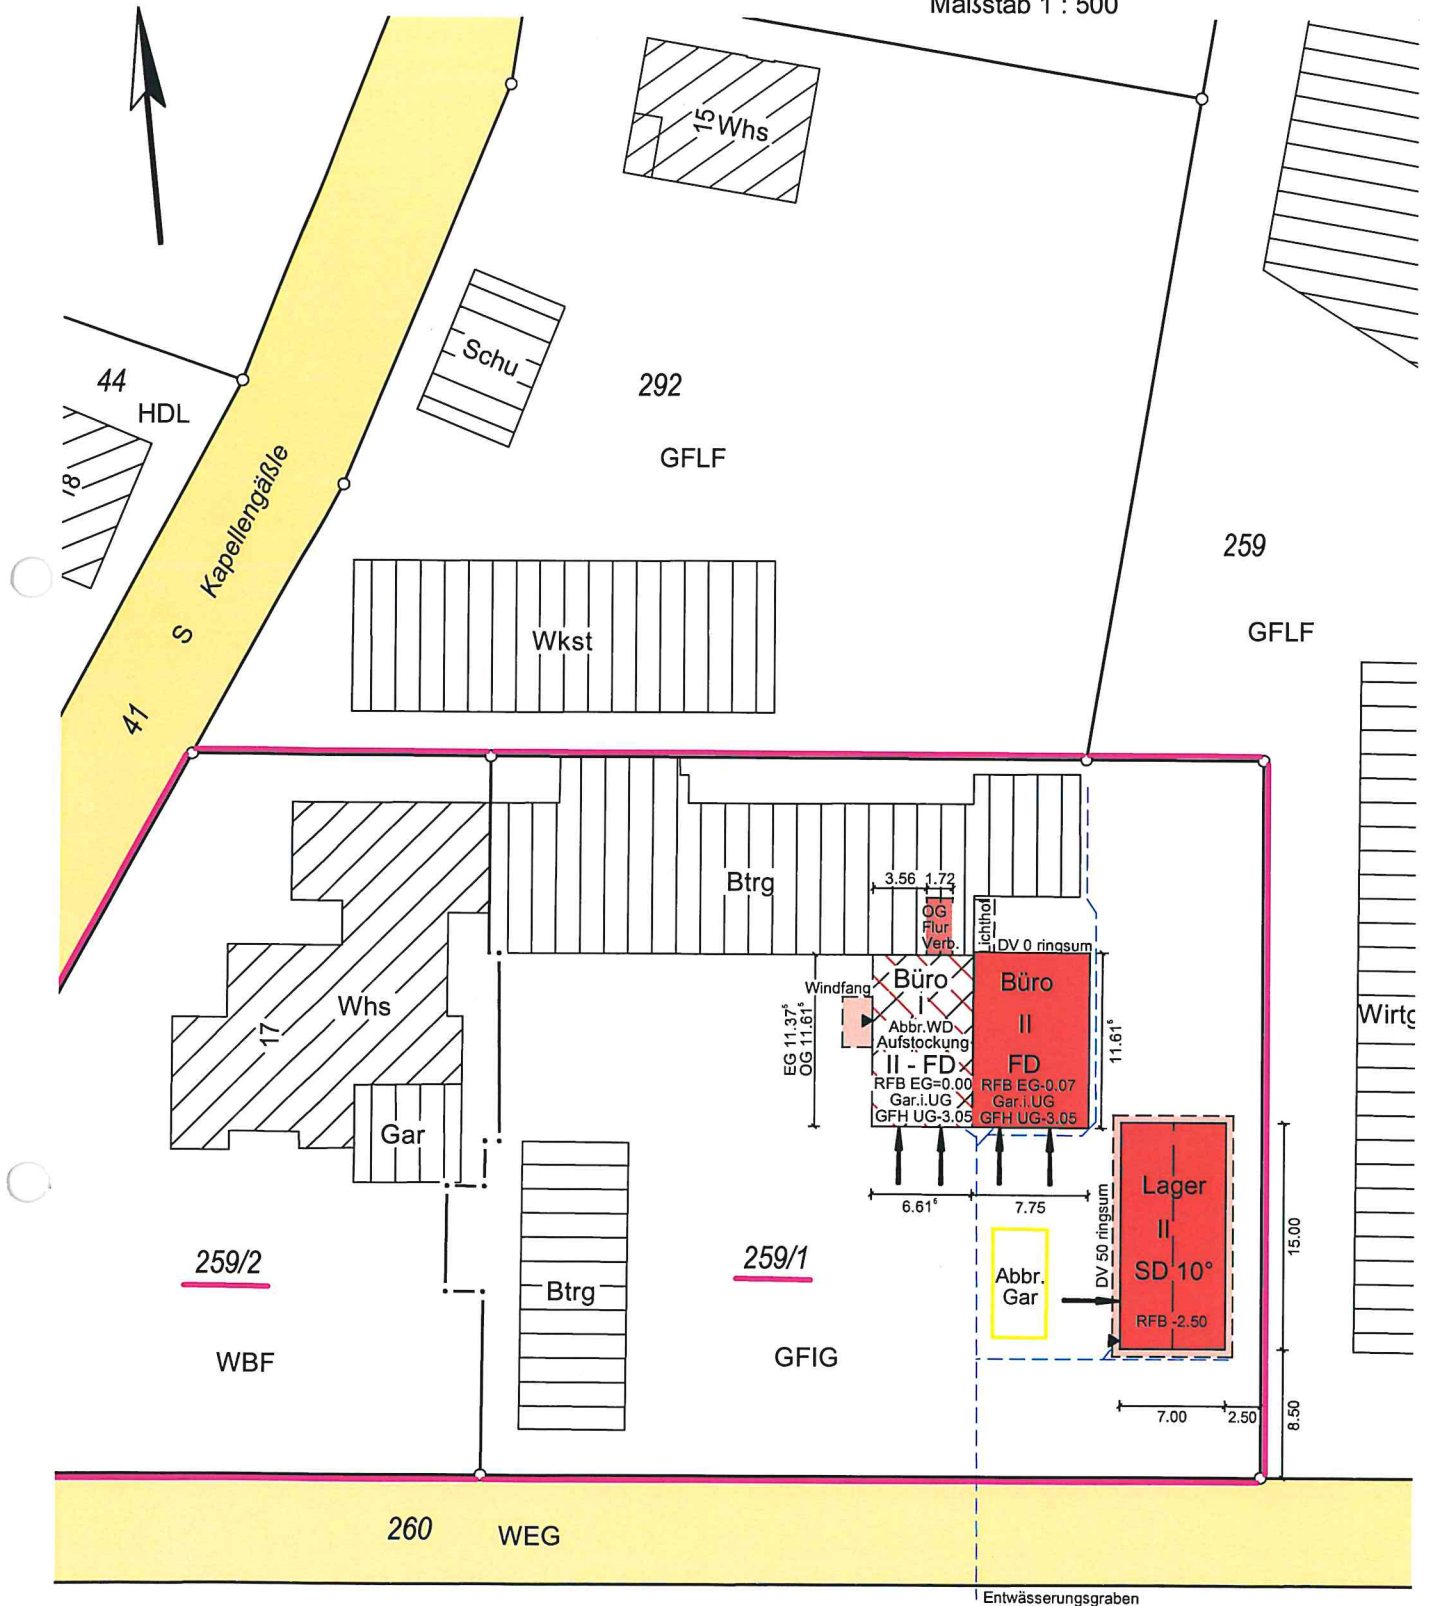 Maßstab 1 : 500
15 Whs
Schu
44
HDL
18
292
GFLF
Kapellengäßle
S
41
259
GFLF
Wkst
Btrg
3.56
1.72
OG
Flur
Verb.
DV 0 ringsum
Windfang
EG 11.37⁵
OG 11.61⁵
Büro
I
Abbr.WD
Aufstockung
II - FD
RFB EG=0.00
Gar.i.UG
GFH UG-3.05
Büro
II
FD
RFB EG-0.07
Gar.i.UG
GFH UG-3.05
11.61⁵
Whs
17
Gar
6.61⁵
7.75
Wirtg
Lager
II
SD 10°
RFB -2.50
DV 50 ringsum
15.00
259/2
259/1
Abbr.
Gar
Btrg
WBF
GFIG
7.00
2.50
8.50
260
WEG
Entwässerungsgraben